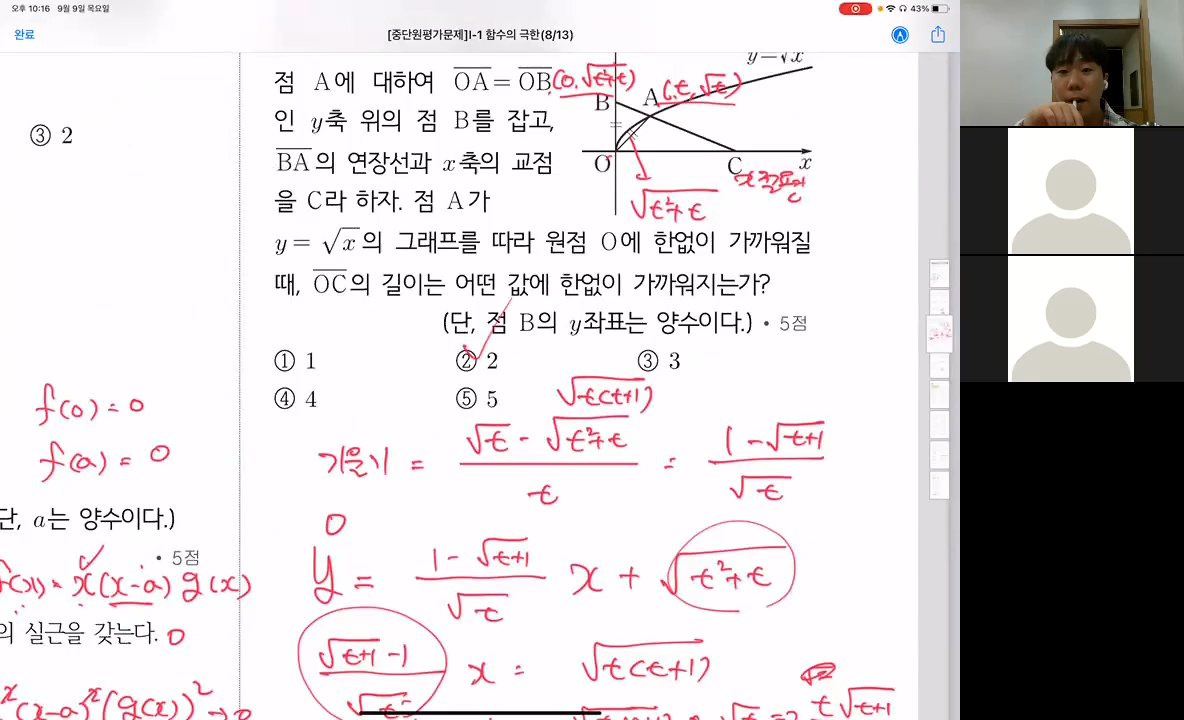 오후 10:16 9월 9일 목요일
43%
완료
[중단원평가문제]I-1 함수의 극한(8/13)
③ 2
f(0) = 0
f(a) = 0
단, a는 양수이다.)
• 5점
f(x) = x(x-a) g(x)
의 실근을 갖는다. 0
(x-a)²(g(x))²
점 A에 대하여 OA = OB
인 y축 위의 점 B를 잡고,
BA의 연장선과 x축의 교점
을 C라 하자. 점 A가
y = √x의 그래프를 따라 원점 O에 한없이 가까워질
때, OC의 길이는 어떤 값에 한없이 가까워지는가?
(단, 점 B의 y좌표는 양수이다.) • 5점
y=√x
(0, √(t²+t))
B
A (t, √t)
O
C
x
x절편
√(t²+t)
① 1 ② 2 ③ 3
④ 4 ⑤ 5
√(t(t+1))
기울기 = (√t - √(t²+t))/t = (1-√(t+1))/√t
0
y = (1-√(t+1))/√t x + √(t²+t)
(√(t+1) - 1)/√t x = √(t(t+1))
t√(t+1)